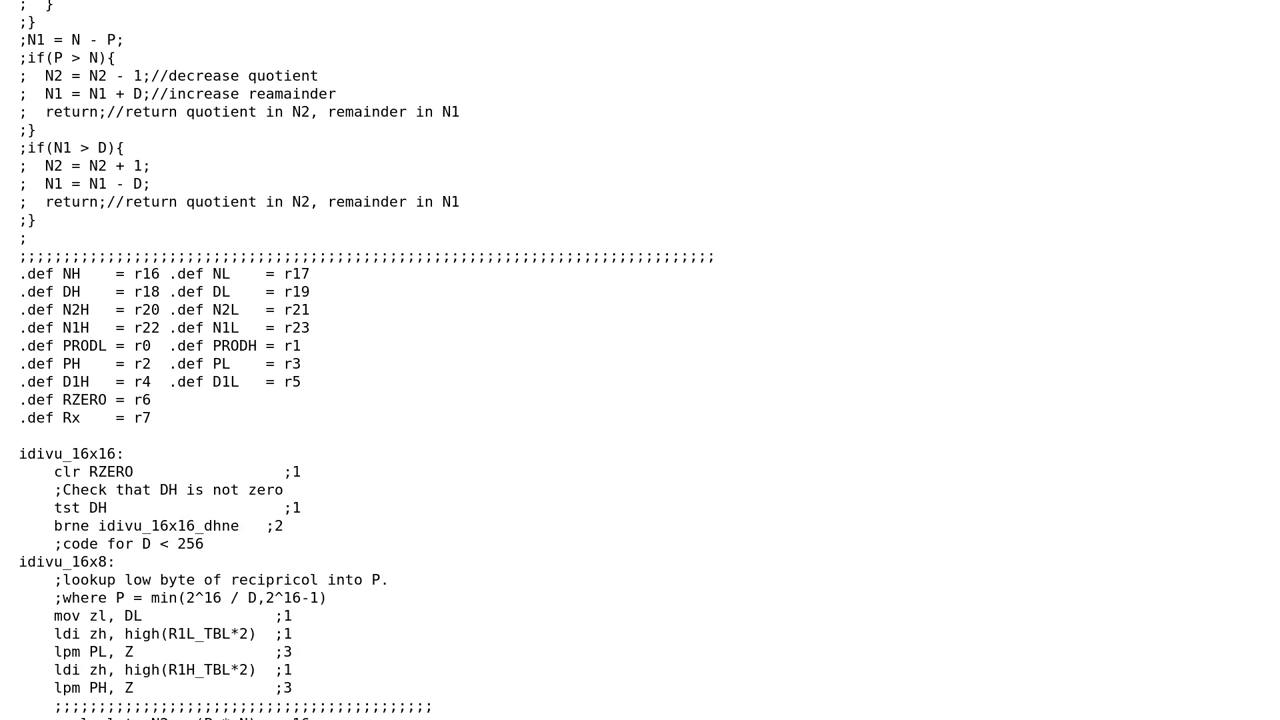 ;  }
;}
;N1 = N - P;
;if(P > N){
;  N2 = N2 - 1;//decrease quotient
;  N1 = N1 + D;//increase reamainder
;  return;//return quotient in N2, remainder in N1
;}
;if(N1 > D){
;  N2 = N2 + 1;
;  N1 = N1 - D;
;  return;//return quotient in N2, remainder in N1
;}
;
;;;;;;;;;;;;;;;;;;;;;;;;;;;;;;;;;;;;;;;;;;;;;;;;;;;;;;;;;;;;;;;;;;;;;;;;;;;;;;;
.def NH    = r16 .def NL    = r17
.def DH    = r18 .def DL    = r19
.def N2H   = r20 .def N2L   = r21
.def N1H   = r22 .def N1L   = r23
.def PRODL = r0  .def PRODH = r1
.def PH    = r2  .def PL    = r3
.def D1H   = r4  .def D1L   = r5
.def RZERO = r6
.def Rx    = r7

idivu_16x16:
    clr RZERO                 ;1
    ;Check that DH is not zero
    tst DH                    ;1
    brne idivu_16x16_dhne   ;2
    ;code for D < 256
idivu_16x8:
    ;lookup low byte of recipricol into P.
    ;where P = min(2^16 / D,2^16-1)
    mov zl, DL               ;1
    ldi zh, high(R1L_TBL*2)  ;1
    lpm PL, Z                ;3
    ldi zh, high(R1H_TBL*2)  ;1
    lpm PH, Z                ;3
    ;;;;;;;;;;;;;;;;;;;;;;;;;;;;;;;;;;;;;;;;;;;